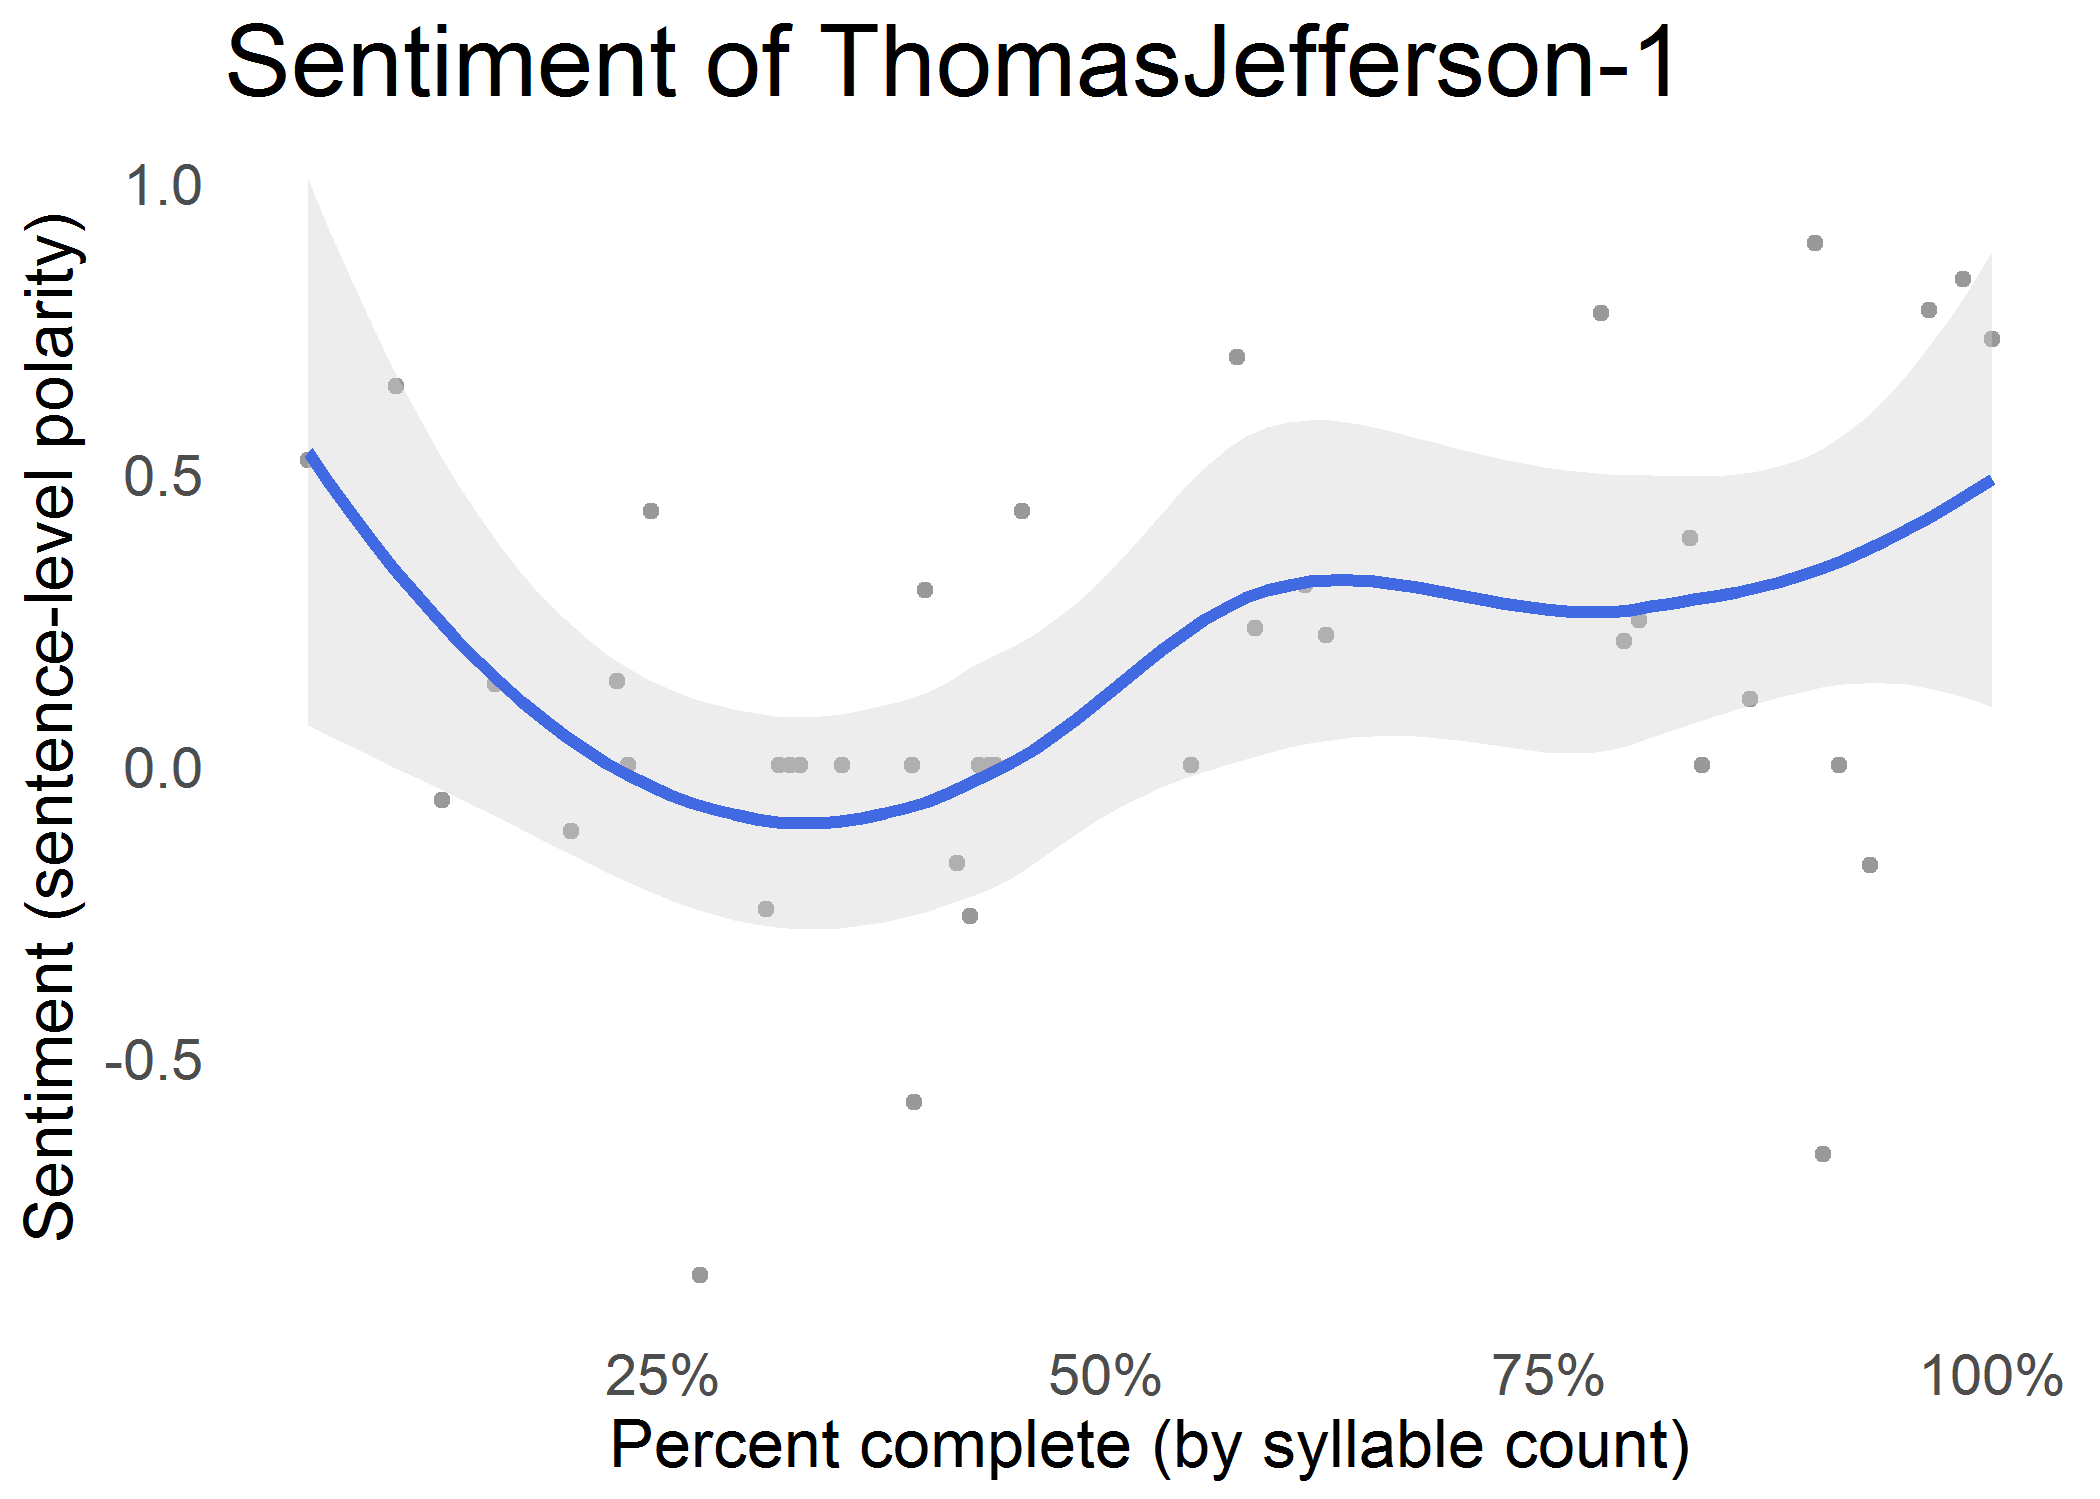 Sentiment of ThomasJefferson-1
Sentiment (sentence-level polarity)
1.0
0.5
0.0
-0.5
25% 50% 75% 100%
Percent complete (by syllable count)